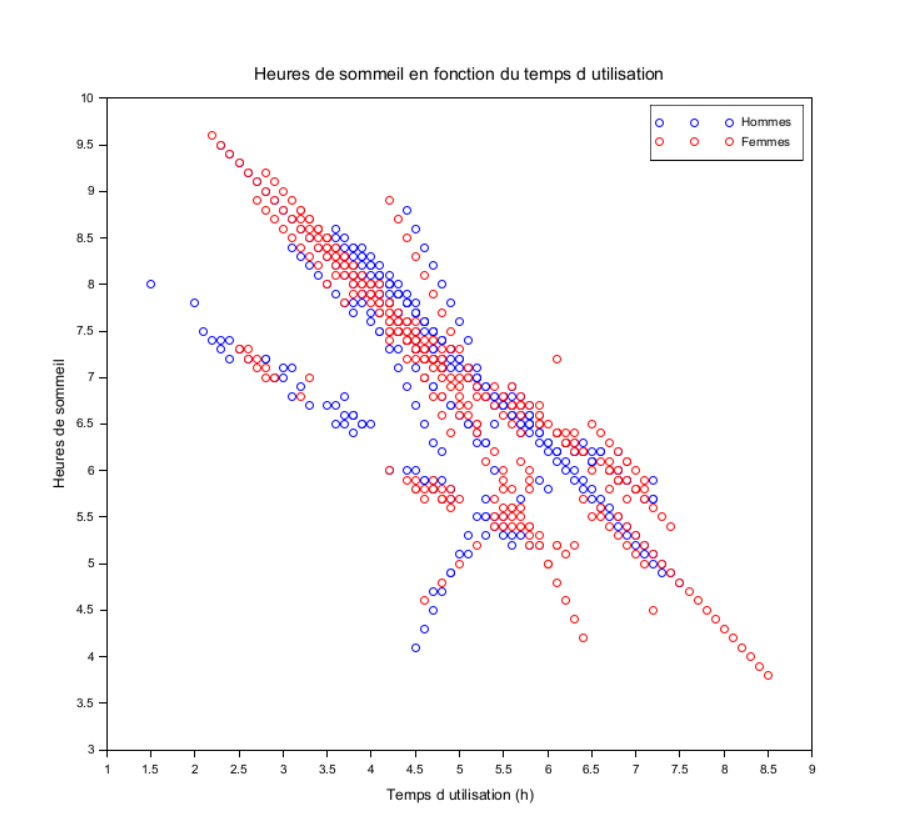 Heures de sommeil en fonction du temps d utilisation
Hommes
Femmes
10
9.5
9
8.5
8
7.5
7
6.5
6
5.5
5
4.5
4
3.5
3
Heures de sommeil
1 1.5 2 2.5 3 3.5 4 4.5 5 5.5 6 6.5 7 7.5 8 8.5 9
Temps d utilisation (h)